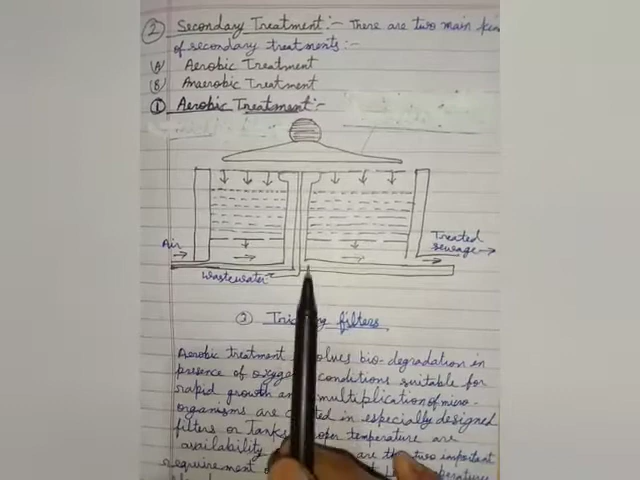 ② Secondary Treatment :- There are two main
of secondary treatments :-
(A) Aerobic Treatment
(B) Anaerobic Treatment
① Aerobic Treatment :-
Air
Treated
sewage
wastewater
filters
Aerobic treatment bio-degradation in
presence of conditions suitable for
rapid growth multiplication of micro-
organisms are in especially designed
filters or Tanks. temperature are
availability are the two important
requirement